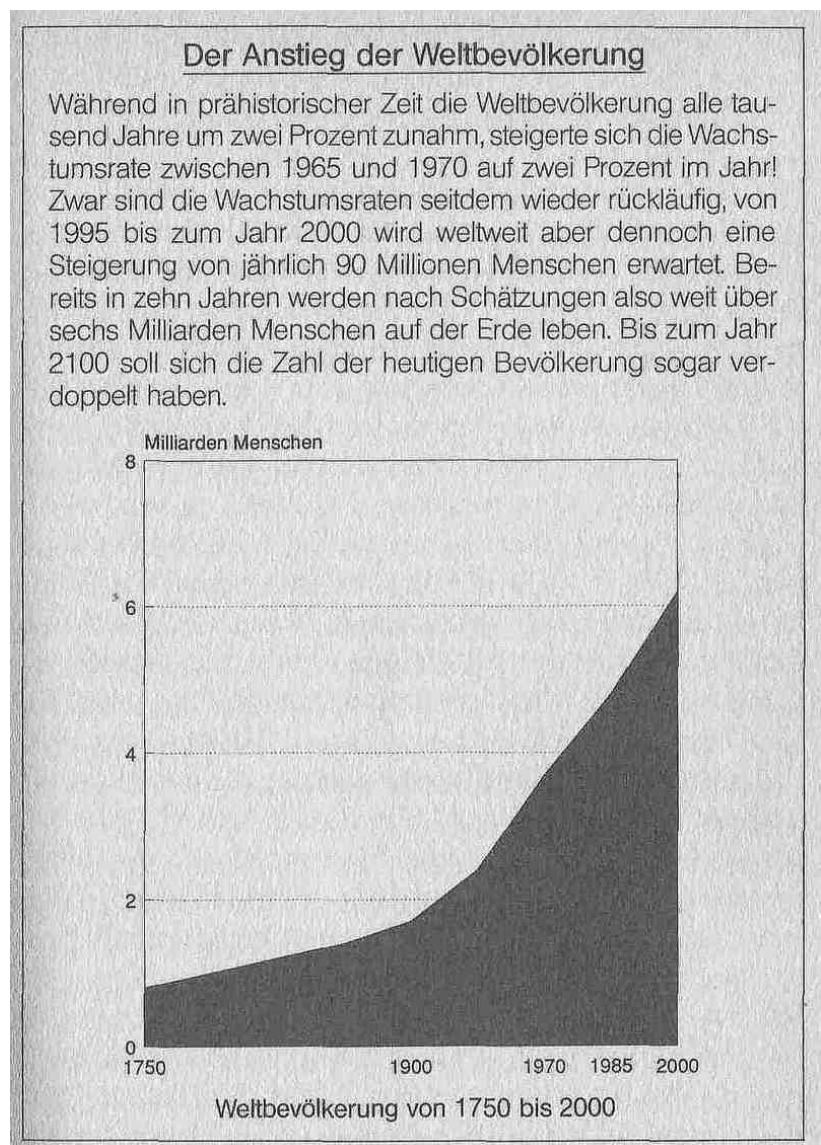 Der Anstieg der Weltbevölkerung
Während in prähistorischer Zeit die Weltbevölkerung alle tau-
send Jahre um zwei Prozent zunahm, steigerte sich die Wachs-
tumsrate zwischen 1965 und 1970 auf zwei Prozent im Jahr!
Zwar sind die Wachstumsraten seitdem wieder rückläufig, von
1995 bis zum Jahr 2000 wird weltweit aber dennoch eine
Steigerung von jährlich 90 Millionen Menschen erwartet. Be-
reits in zehn Jahren werden nach Schätzungen also weit über
sechs Milliarden Menschen auf der Erde leben. Bis zum Jahr
2100 soll sich die Zahl der heutigen Bevölkerung sogar ver-
doppelt haben.
Milliarden Menschen
8
6
4
2
0
1750 1900 1970 1985 2000
Weltbevölkerung von 1750 bis 2000